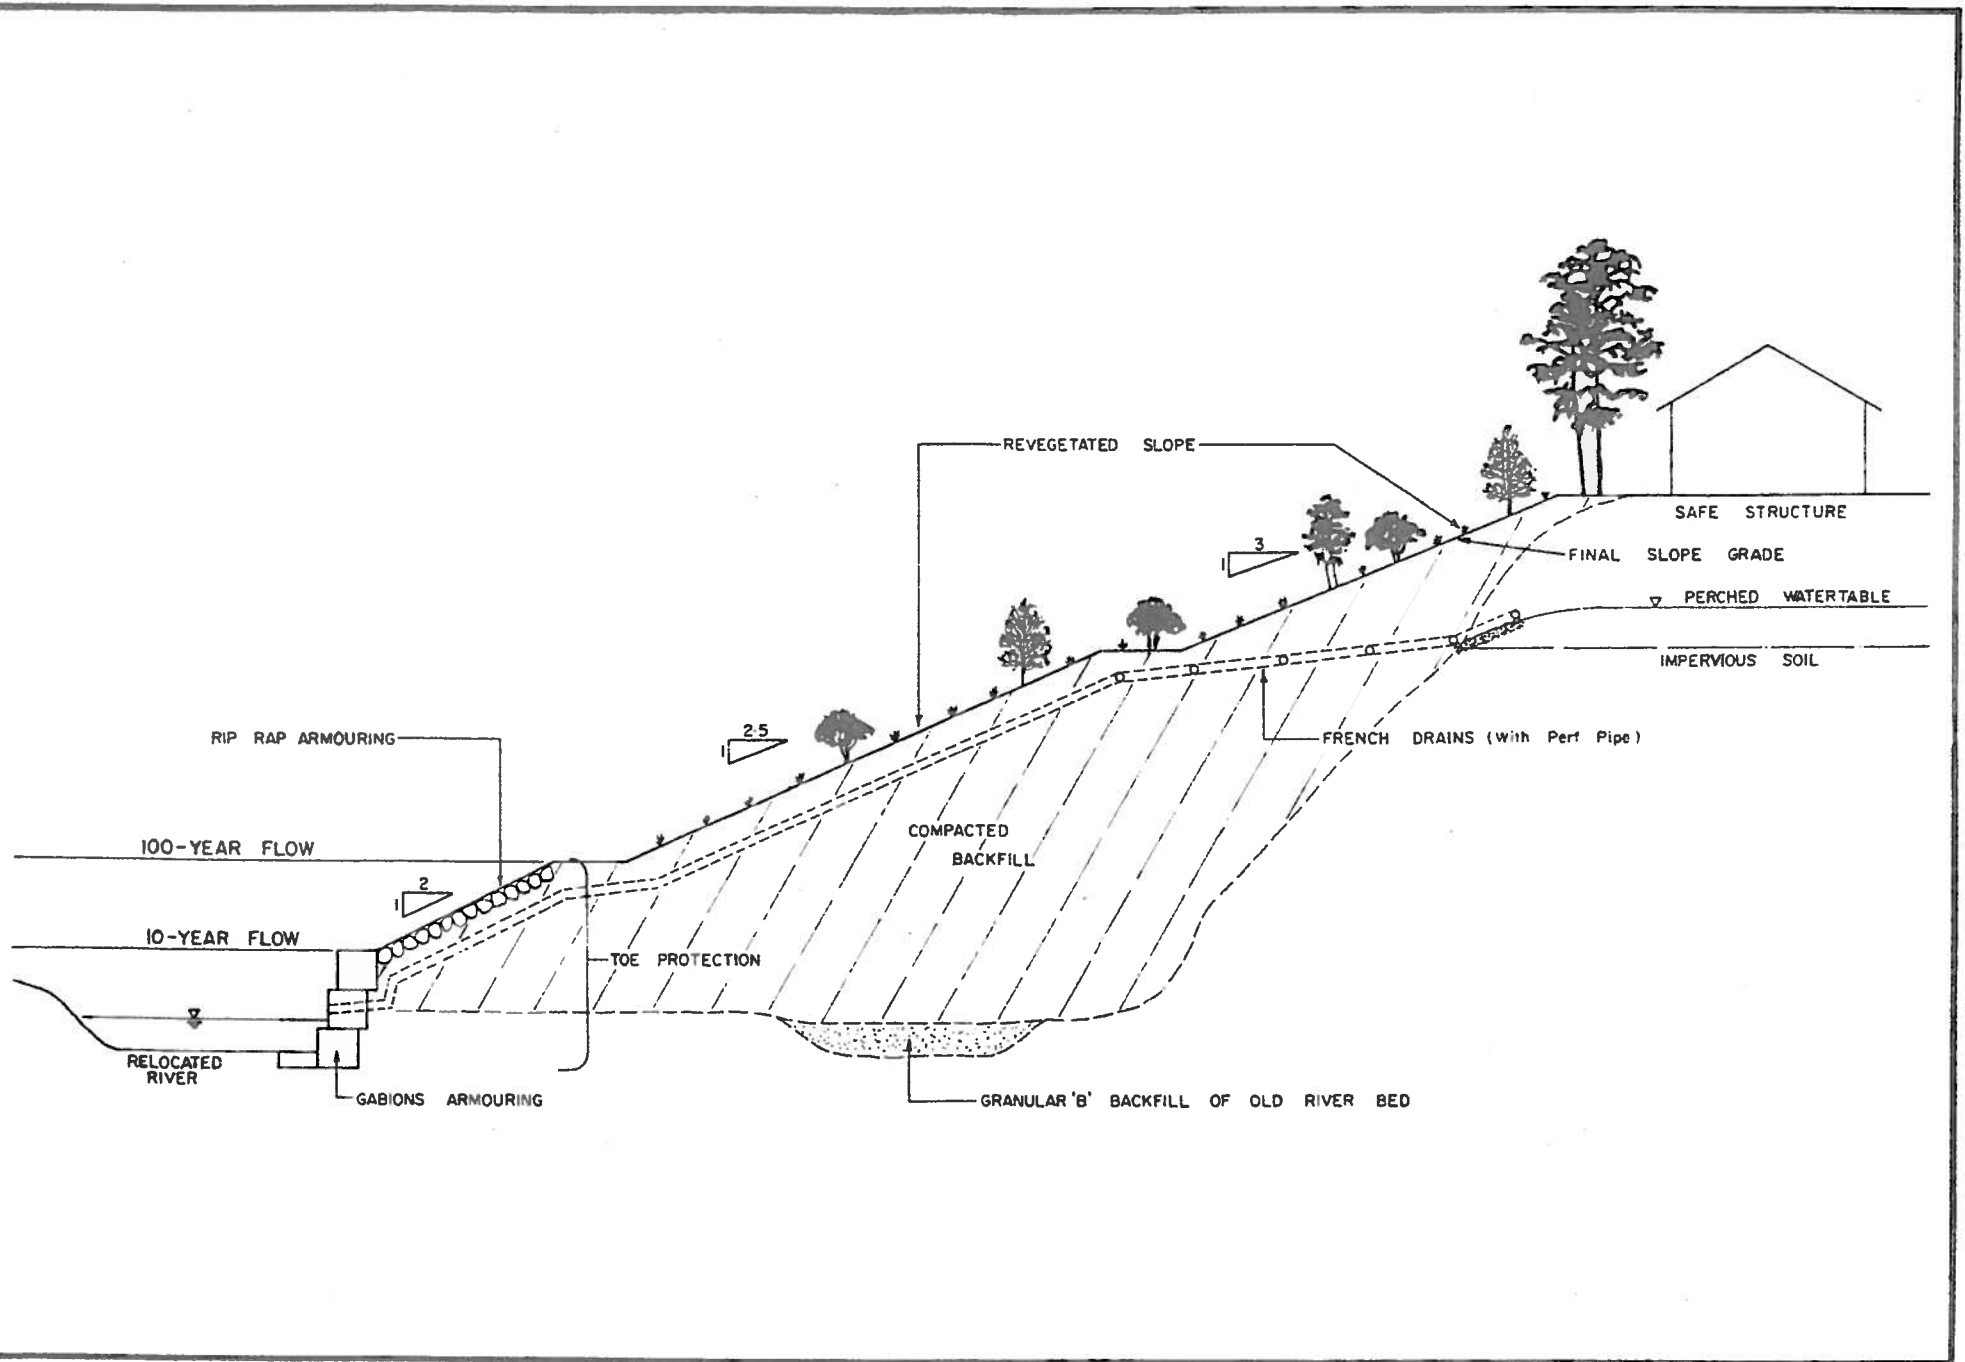 REVEGETATED SLOPE
SAFE STRUCTURE
3
1
FINAL SLOPE GRADE
PERCHED WATERTABLE
IMPERVIOUS SOIL
RIP RAP ARMOURING
2·5
1
FRENCH DRAINS (With Perf Pipe)
COMPACTED
BACKFILL
100-YEAR FLOW
2
1
10-YEAR FLOW
TOE PROTECTION
RELOCATED
RIVER
GABIONS ARMOURING
GRANULAR 'B' BACKFILL OF OLD RIVER BED